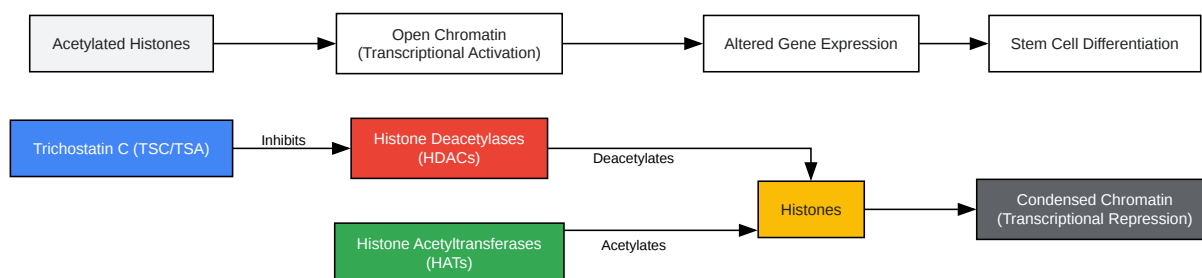 Acetylated Histones
Open Chromatin
(Transcriptional Activation)
Altered Gene Expression
Stem Cell Differentiation
Trichostatin C (TSC/TSA)
Inhibits
Histone Deacetylases
(HDACs)
Deacetylates
Histones
Condensed Chromatin
(Transcriptional Repression)
Histone Acetyltransferases
(HATs)
Acetylates